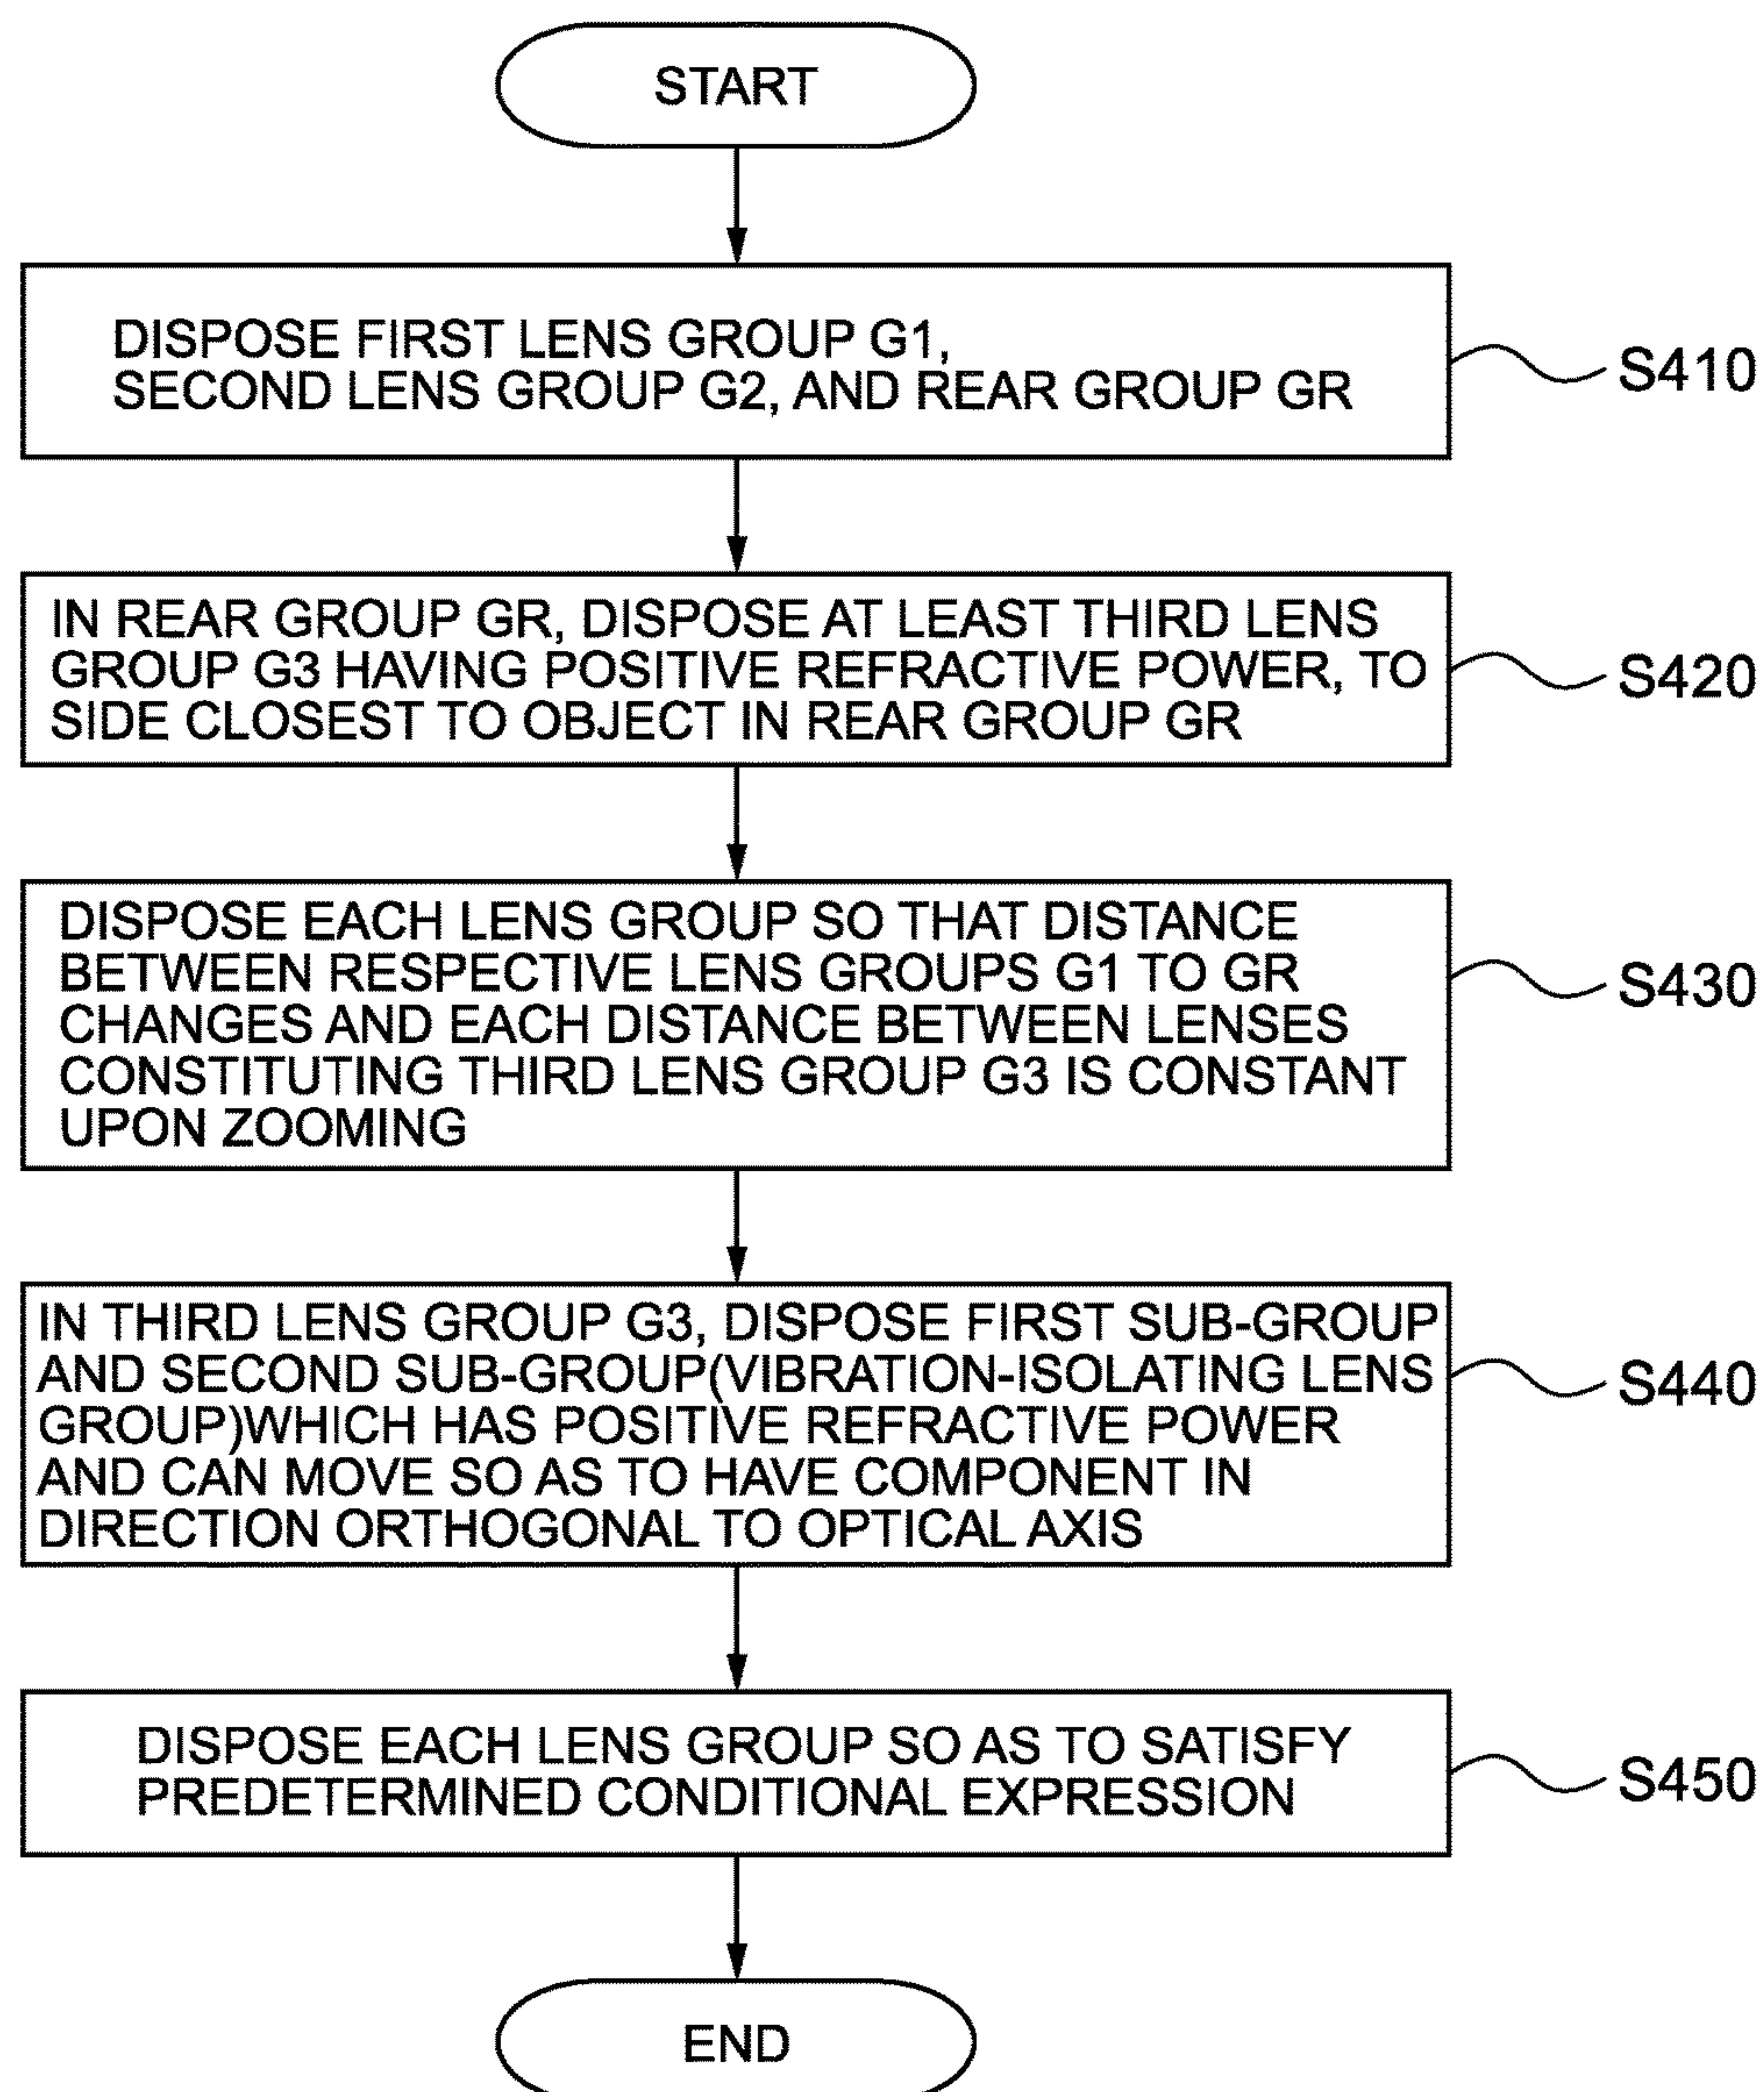 START
DISPOSE FIRST LENS GROUP G1,
SECOND LENS GROUP G2, AND REAR GROUP GR
S410
IN REAR GROUP GR, DISPOSE AT LEAST THIRD LENS
GROUP G3 HAVING POSITIVE REFRACTIVE POWER, TO
SIDE CLOSEST TO OBJECT IN REAR GROUP GR
S420
DISPOSE EACH LENS GROUP SO THAT DISTANCE
BETWEEN RESPECTIVE LENS GROUPS G1 TO GR
CHANGES AND EACH DISTANCE BETWEEN LENSES
CONSTITUTING THIRD LENS GROUP G3 IS CONSTANT
UPON ZOOMING
S430
IN THIRD LENS GROUP G3, DISPOSE FIRST SUB-GROUP
AND SECOND SUB-GROUP(VIBRATION-ISOLATING LENS
GROUP)WHICH HAS POSITIVE REFRACTIVE POWER
AND CAN MOVE SO AS TO HAVE COMPONENT IN
DIRECTION ORTHOGONAL TO OPTICAL AXIS
S440
DISPOSE EACH LENS GROUP SO AS TO SATISFY
PREDETERMINED CONDITIONAL EXPRESSION
S450
END